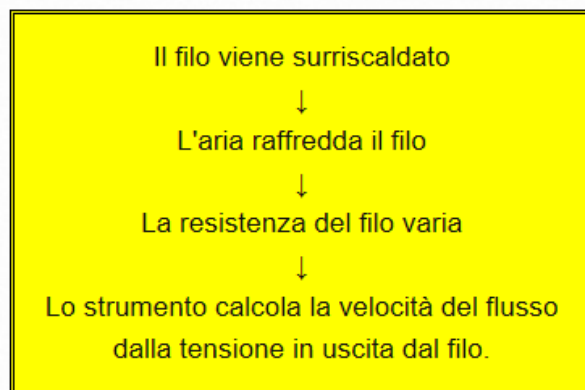 Il filo viene surriscaldato
↓
L'aria raffredda il filo
↓
La resistenza del filo varia
↓
Lo strumento calcola la velocità del flusso
dalla tensione in uscita dal filo.